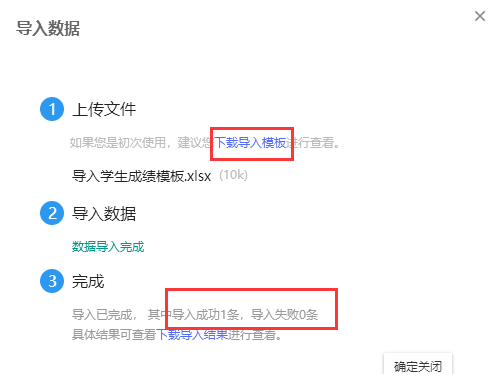 导入数据
1 上传文件
如果您是初次使用，建议您下载导入模板进行查看。
导入学生成绩模板.xlsx (10k)
2 导入数据
数据导入完成
3 完成
导入已完成， 其中导入成功1条，导入失败0条
具体结果可查看下载导入结果进行查看。
确定关闭